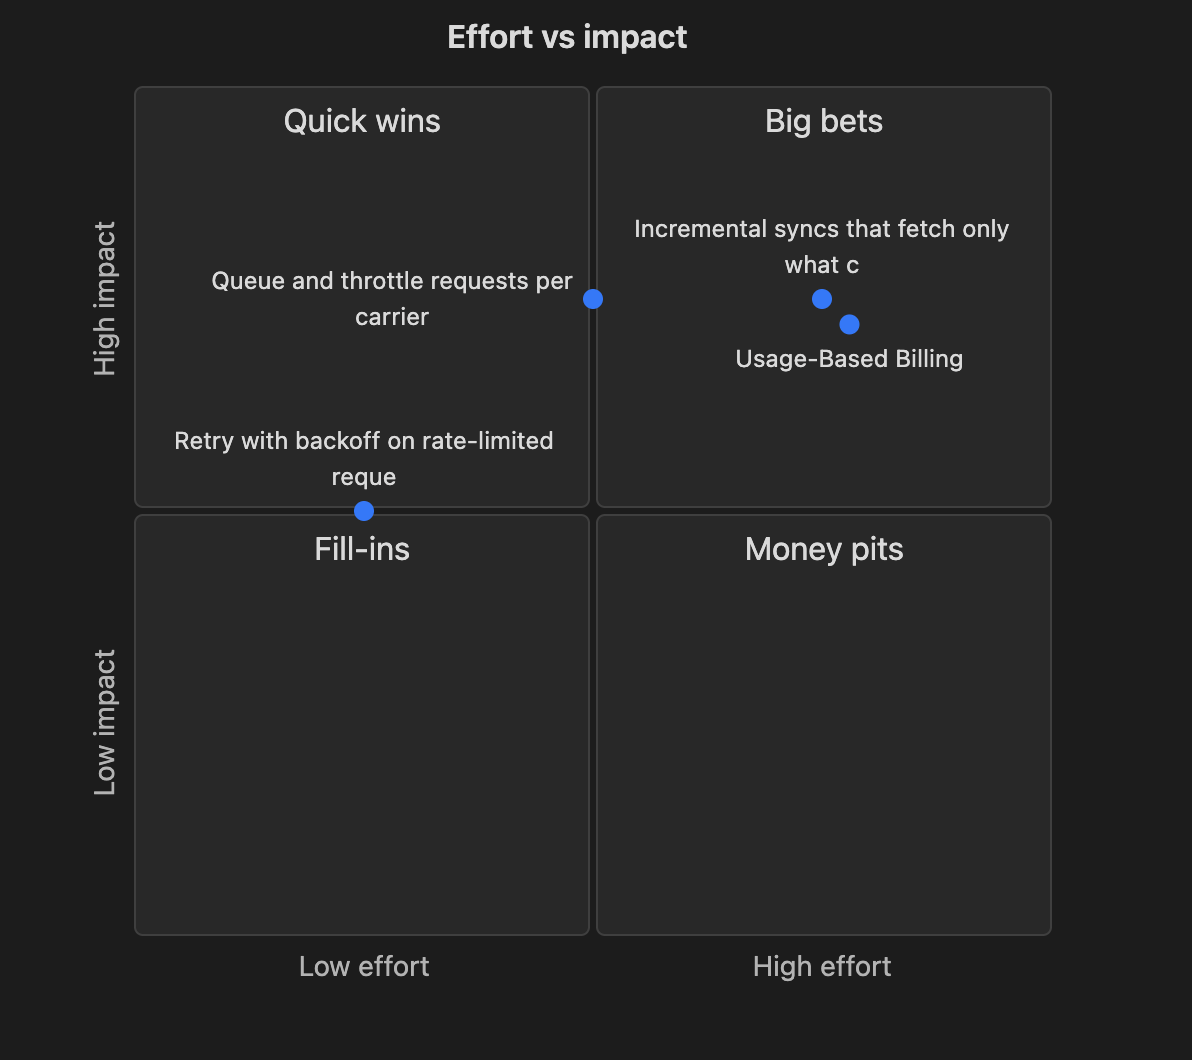 Effort vs impact
Quick wins
Big bets
High impact
Incremental syncs that fetch only
what c
Queue and throttle requests per
carrier
Usage-Based Billing
Retry with backoff on rate-limited
reque
Fill-ins
Money pits
Low impact
Low effort
High effort